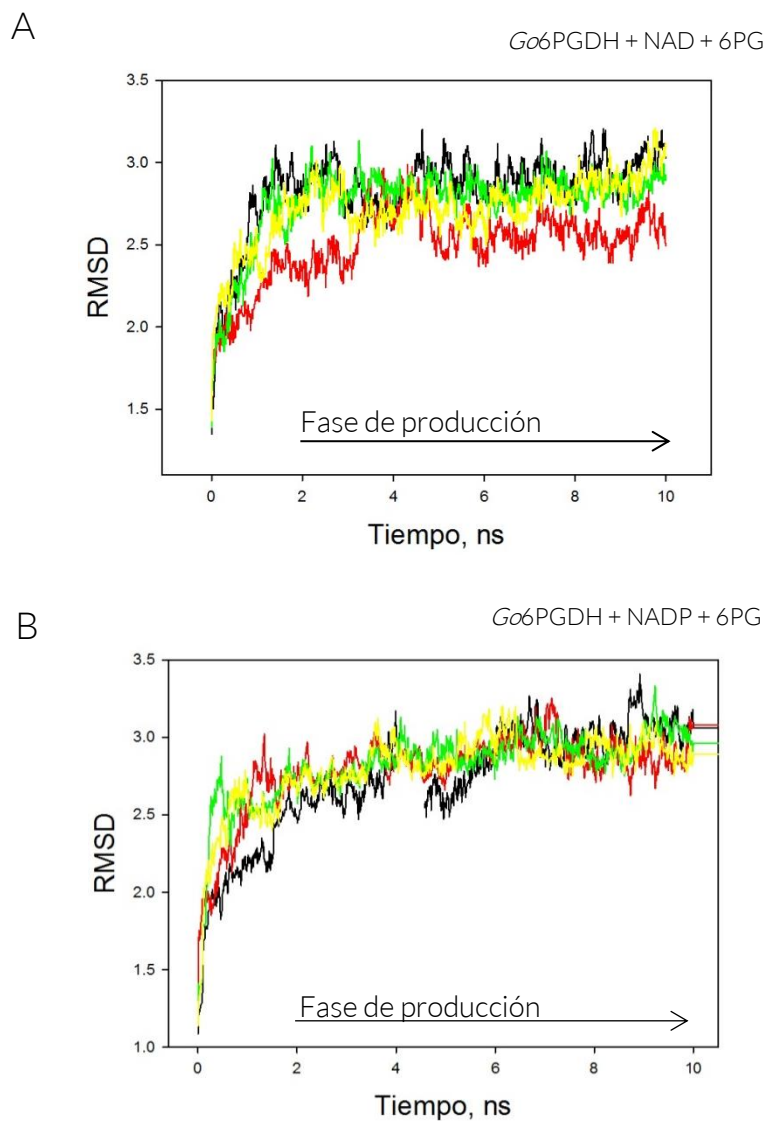 A
Go6PGDH + NAD + 6PG
3.5
3.0
2.5
2.0
1.5
RMSD
Fase de producción
0 2 4 6 8 10
Tiempo, ns
B
Go6PGDH + NADP + 6PG
3.5
3.0
2.5
2.0
1.5
1.0
RMSD
Fase de producción
0 2 4 6 8 10
Tiempo, ns